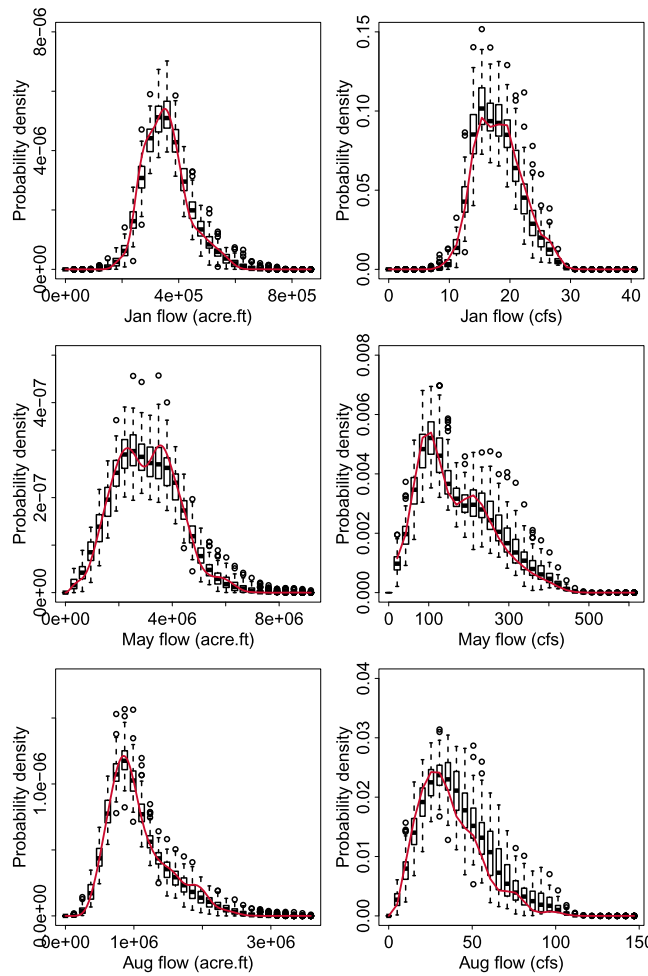 8e−06
4e−06
0e+00
Probability density
0e+00 4e+05 8e+05
Jan flow (acre.ft)
0.15
0.10
0.05
0.00
Probability density
0 10 20 30 40
Jan flow (cfs)
4e−07
2e−07
0e+00
Probability density
0e+00 4e+06 8e+06
May flow (acre.ft)
0.008
0.006
0.004
0.002
0.000
Probability density
0 100 300 500
May flow (cfs)
1.0e−06
0.0e+00
Probability density
0e+00 1e+06 3e+06
Aug flow (acre.ft)
0.04
0.03
0.02
0.01
0.00
Probability density
0 50 100 150
Aug flow (cfs)